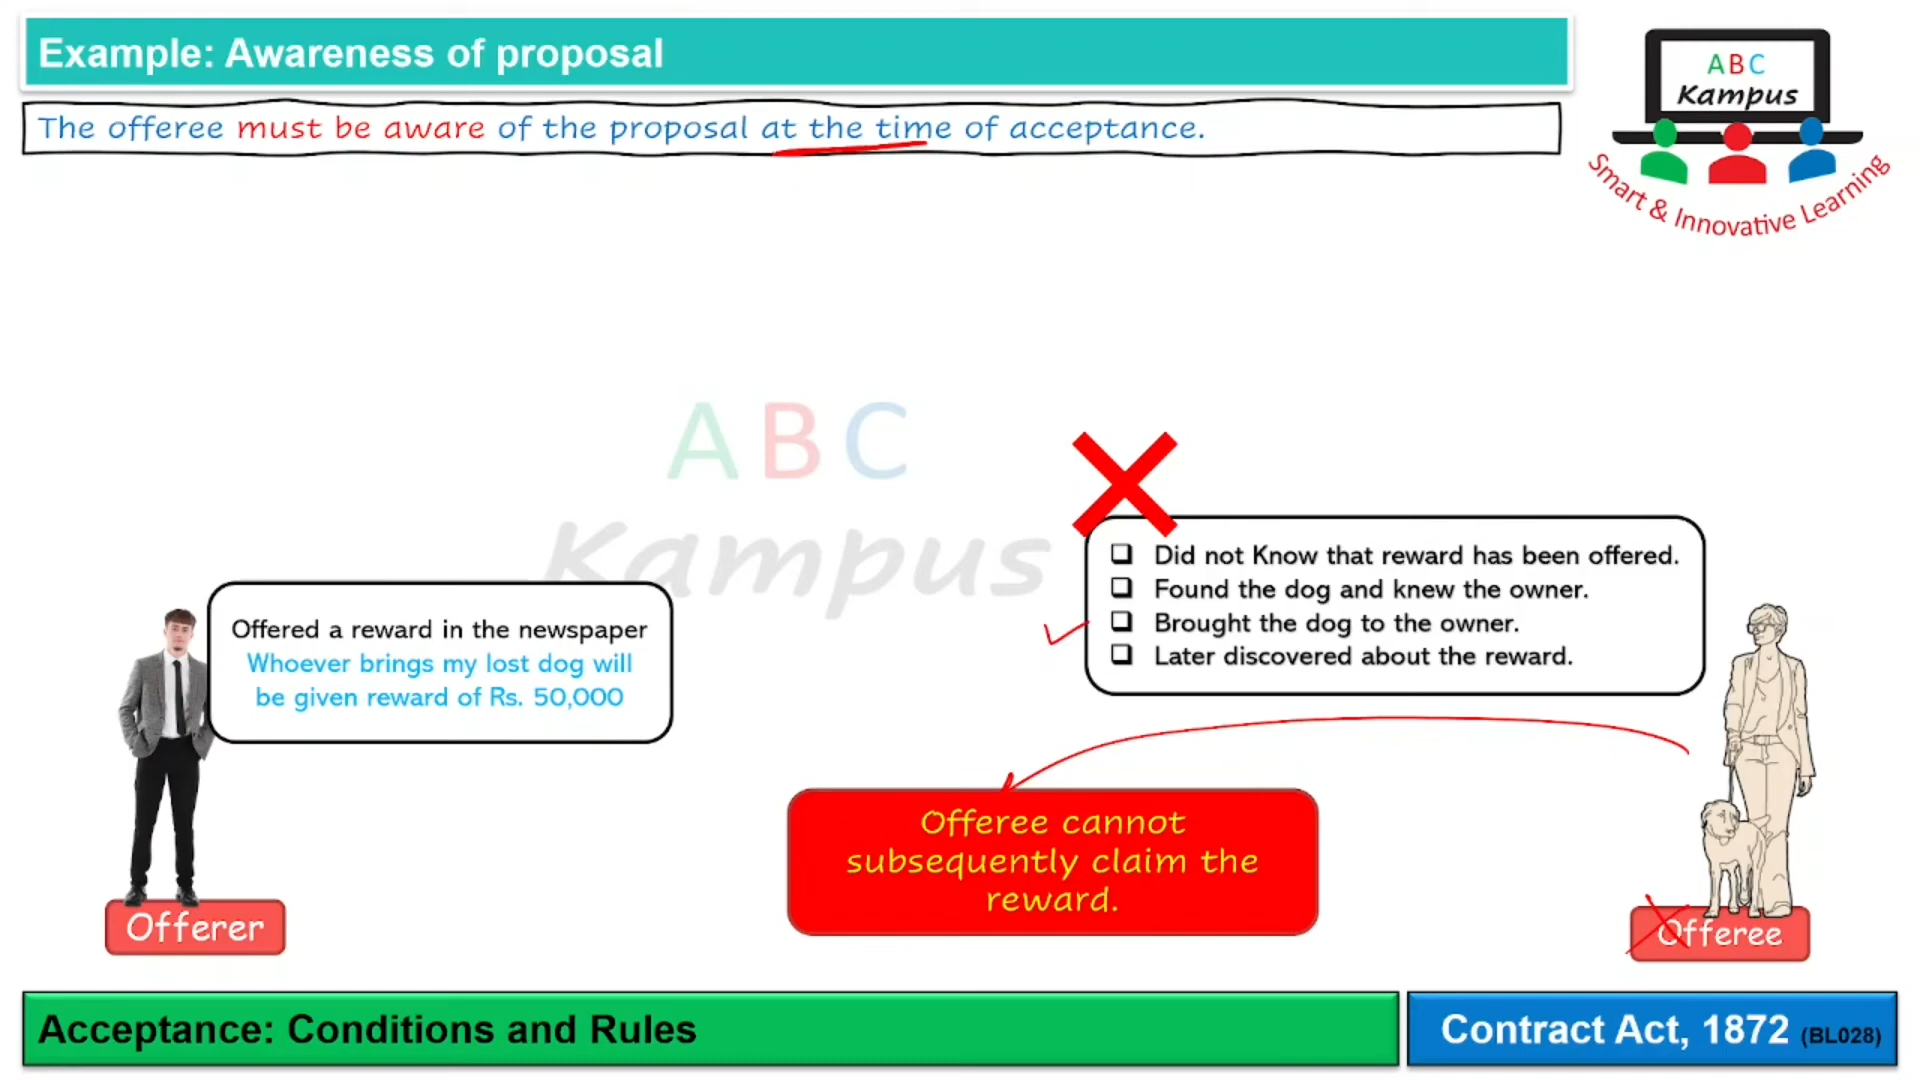 Example: Awareness of proposal
The offeree must be aware of the proposal at the time of acceptance.
ABC
Kampus
Smart & Innovative Learning
ABC
Kampus
Did not Know that reward has been offered.
Found the dog and knew the owner.
Brought the dog to the owner.
Later discovered about the reward.
Offered a reward in the newspaper
Whoever brings my lost dog will
be given reward of Rs. 50,000
Offeree cannot
subsequently claim the
reward.
Offerer
Offeree
Acceptance: Conditions and Rules
Contract Act, 1872 (BL028)